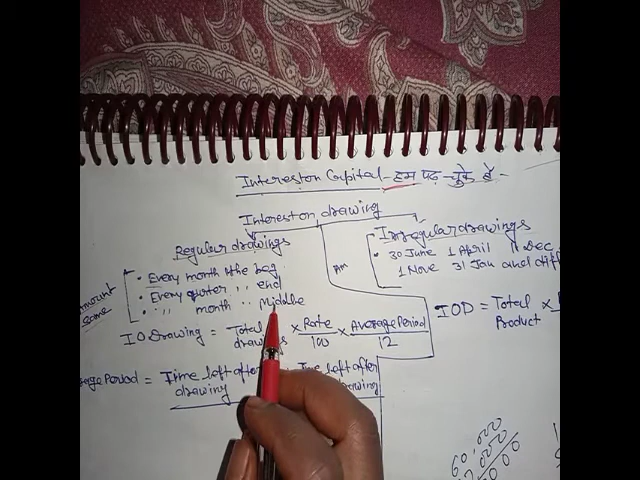 Interest on Capital - हम पढ़ चुके हैं -
Interest on drawing
Regular drawings
Amount same
• Every month & the beg
• Every qurter ,, end
• ,, month ,, Middle
IO Drawing = Total drawings × Rate/100 × Average Period/12
Period = Time left after drawing Time left after drawing
Irregular drawings
• 30 June 1 April
1 Nove 31 Jan and
IOD = Total Product ×
60,000